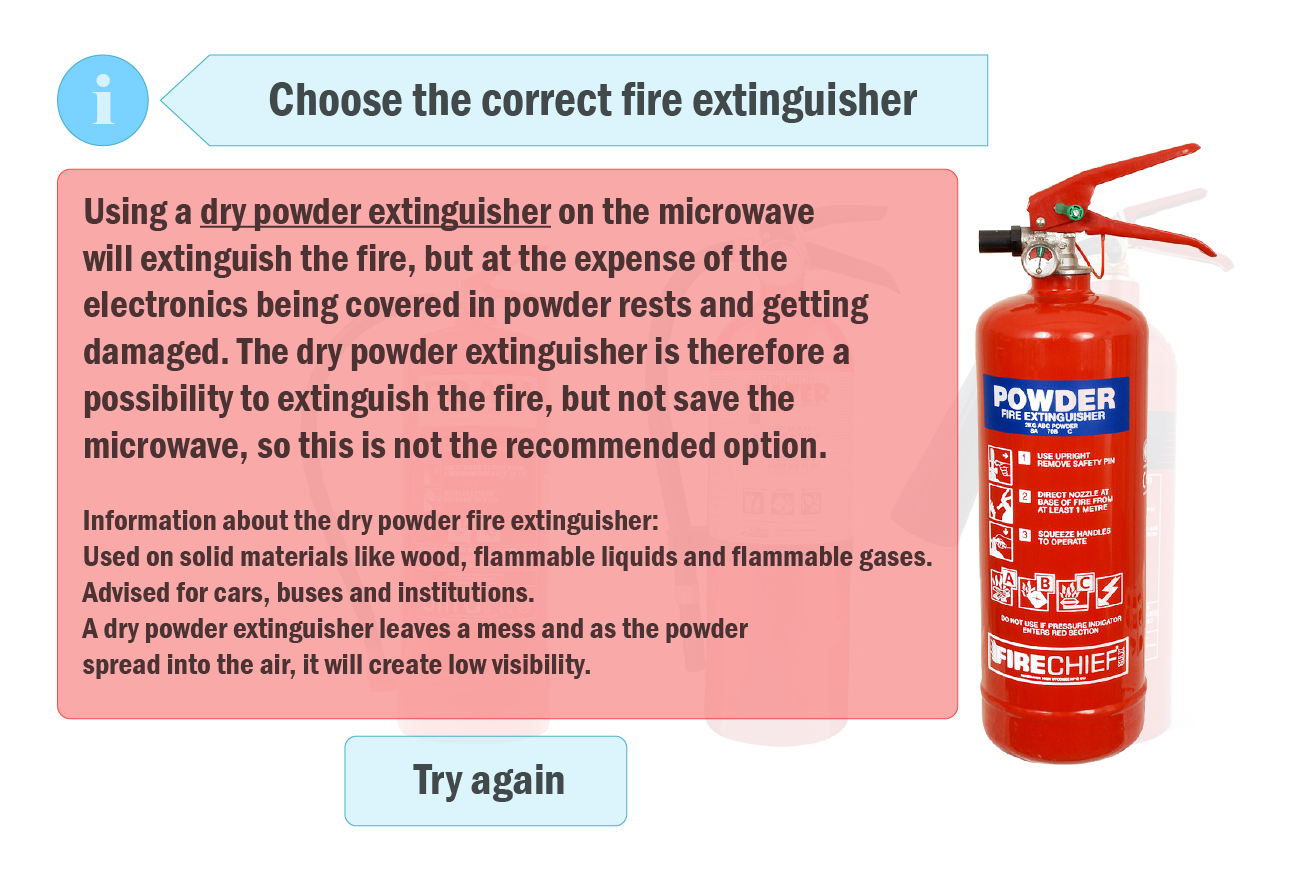 i
Choose the correct fire extinguisher
Using a dry powder extinguisher on the microwave
will extinguish the fire, but at the expense of the
electronics being covered in powder rests and getting
damaged. The dry powder extinguisher is therefore a
possibility to extinguish the fire, but not save the
microwave, so this is not the recommended option.
Information about the dry powder fire extinguisher:
Used on solid materials like wood, flammable liquids and flammable gases.
Advised for cars, buses and institutions.
A dry powder extinguisher leaves a mess and as the powder
spread into the air, it will create low visibility.
Try again
POWDER
FIRE EXTINGUISHER
2KG ABC POWDER
8A 70B C
1 USE UPRIGHT
REMOVE SAFETY PIN
2 DIRECT NOZZLE AT
BASE OF FIRE FROM
AT LEAST 1 METRE
3 SQUEEZE HANDLES
TO OPERATE
A B C
DO NOT USE IF PRESSURE INDICATOR
ENTERS RED SECTION
FIRECHIEF